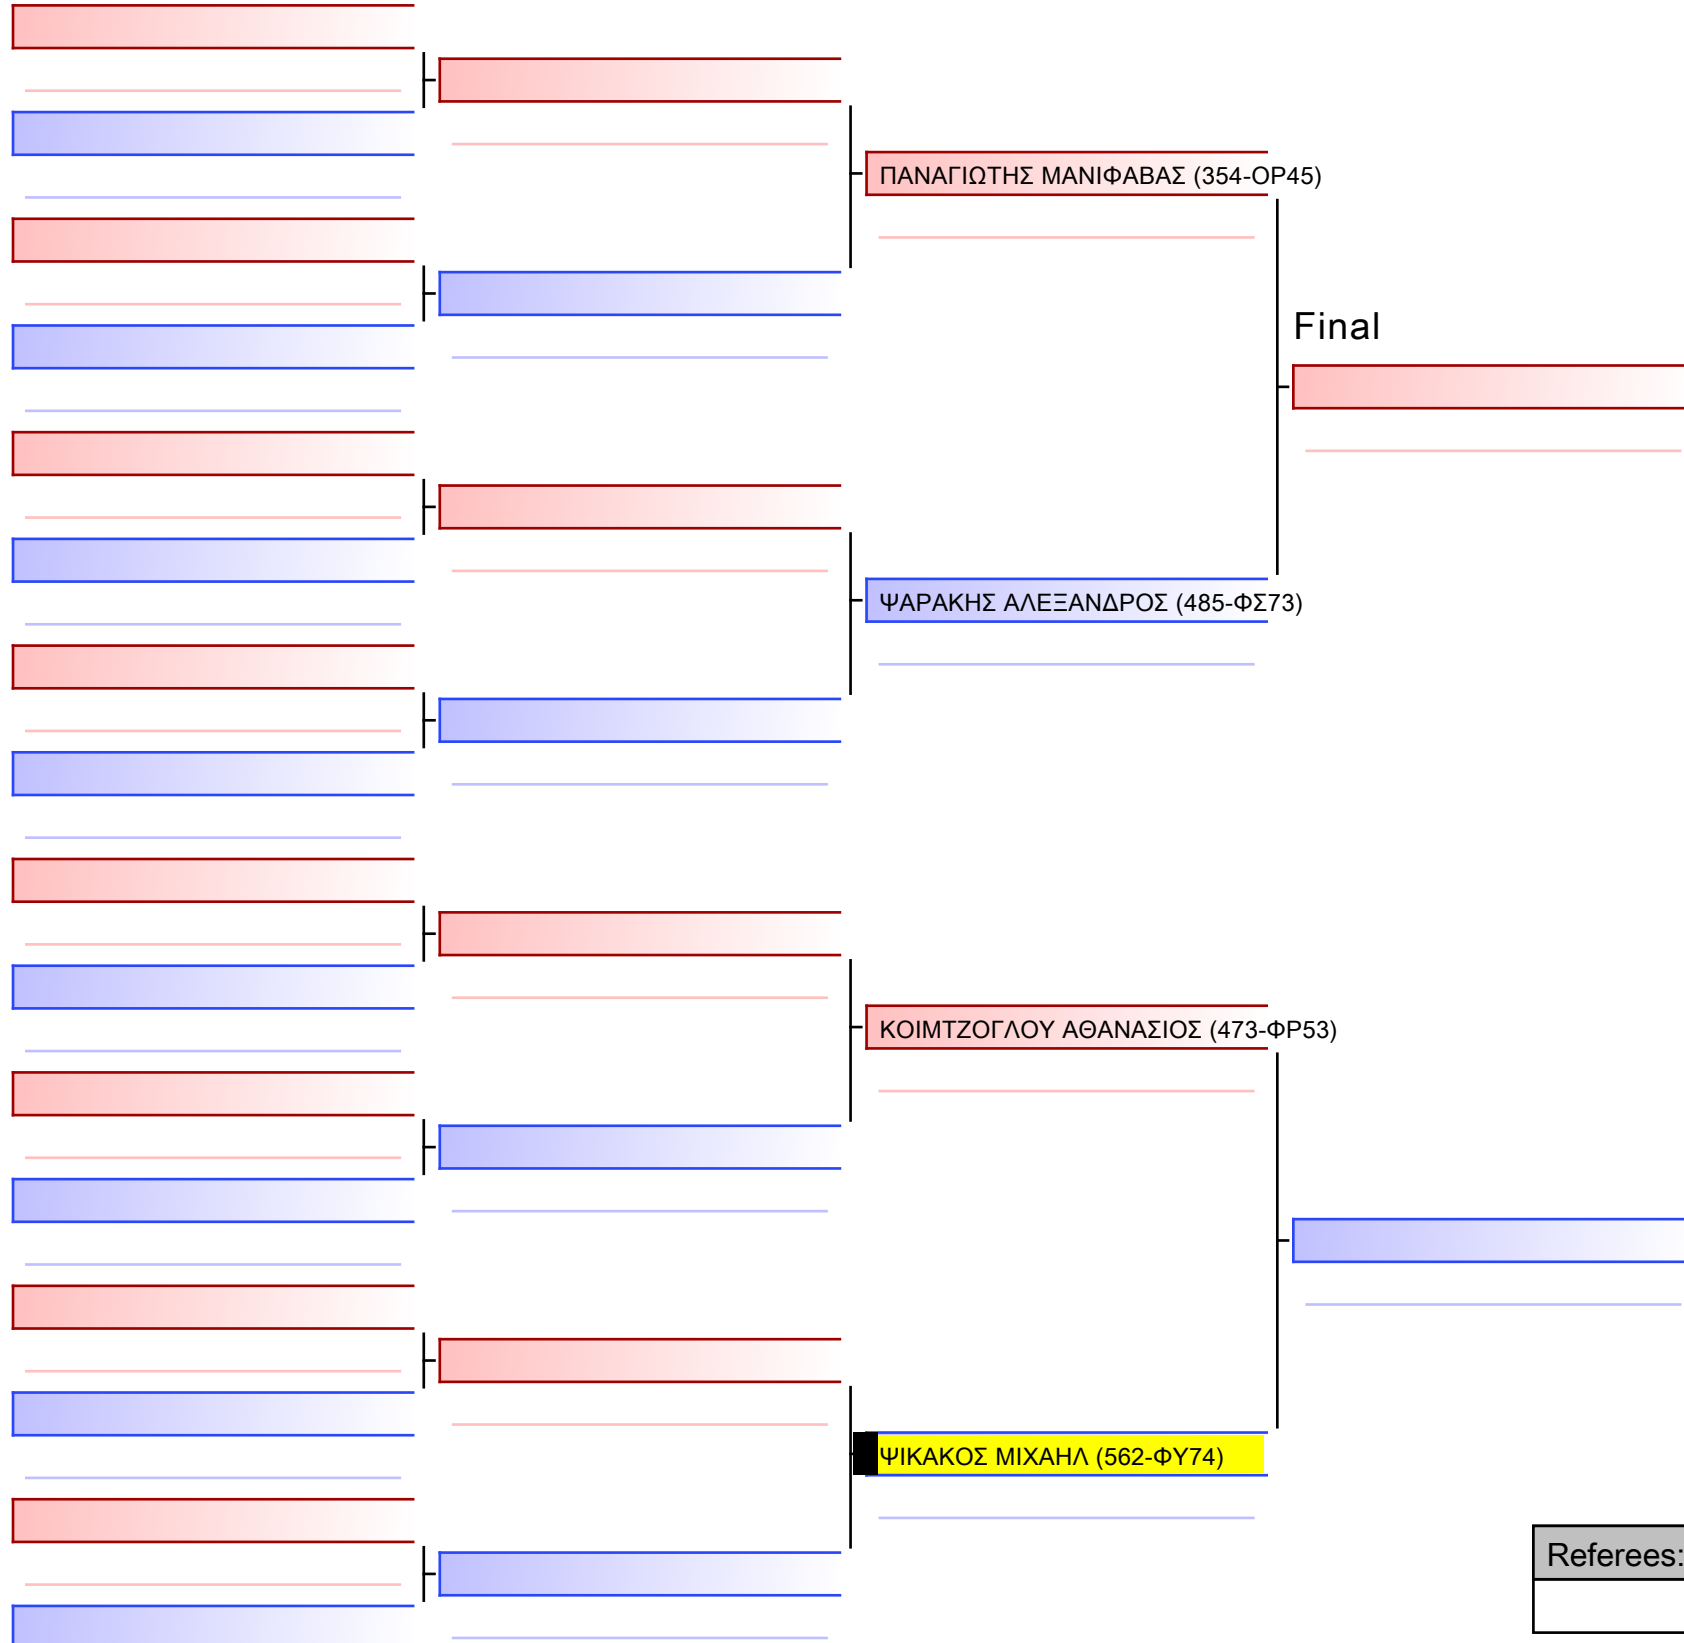 ΠΑΝΑΓΙΩΤΗΣ ΜΑΝΙΦΑΒΑΣ (354-ΟΡ45)
Final
ΨΑΡΑΚΗΣ ΑΛΕΞΑΝΔΡΟΣ (485-ΦΣ73)
ΚΟΙΜΤΖΟΓΛΟΥ ΑΘΑΝΑΣΙΟΣ (473-ΦΡ53)
ΨΙΚΑΚΟΣ ΜΙΧΑΗΛ (562-ΦΥ74)
Referees: